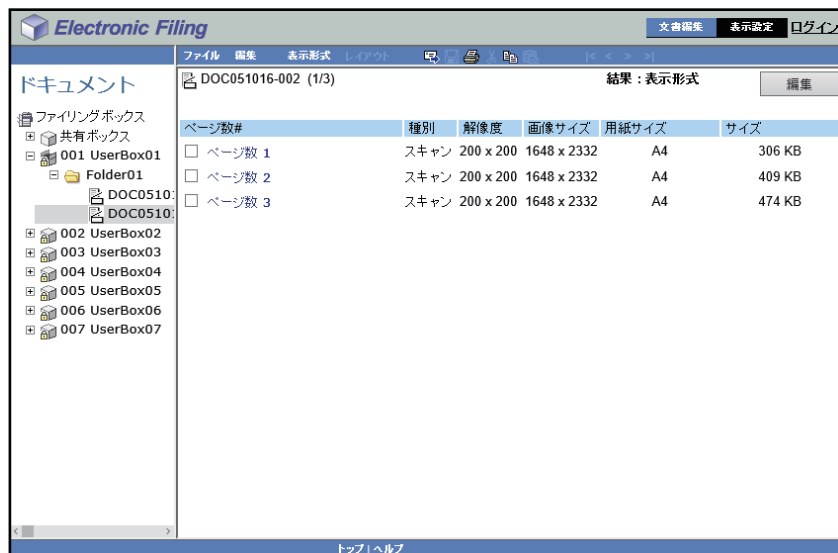 Electronic Filing
文書編集 表示設定 ログイン
ファイル 編集 表示形式 レイアウト
|< < > >|
ドキュメント
ファイリングボックス
共有ボックス
001 UserBox01
Folder01
DOC0510
DOC0510
002 UserBox02
003 UserBox03
004 UserBox04
005 UserBox05
006 UserBox06
007 UserBox07
DOC051016-002 (1/3) 結果：表示形式 編集
ページ数# 種別 解像度 画像サイズ 用紙サイズ サイズ
ページ数 1 スキャン 200 x 200 1648 x 2332 A4 306 KB
ページ数 2 スキャン 200 x 200 1648 x 2332 A4 409 KB
ページ数 3 スキャン 200 x 200 1648 x 2332 A4 474 KB
トップ | ヘルプ